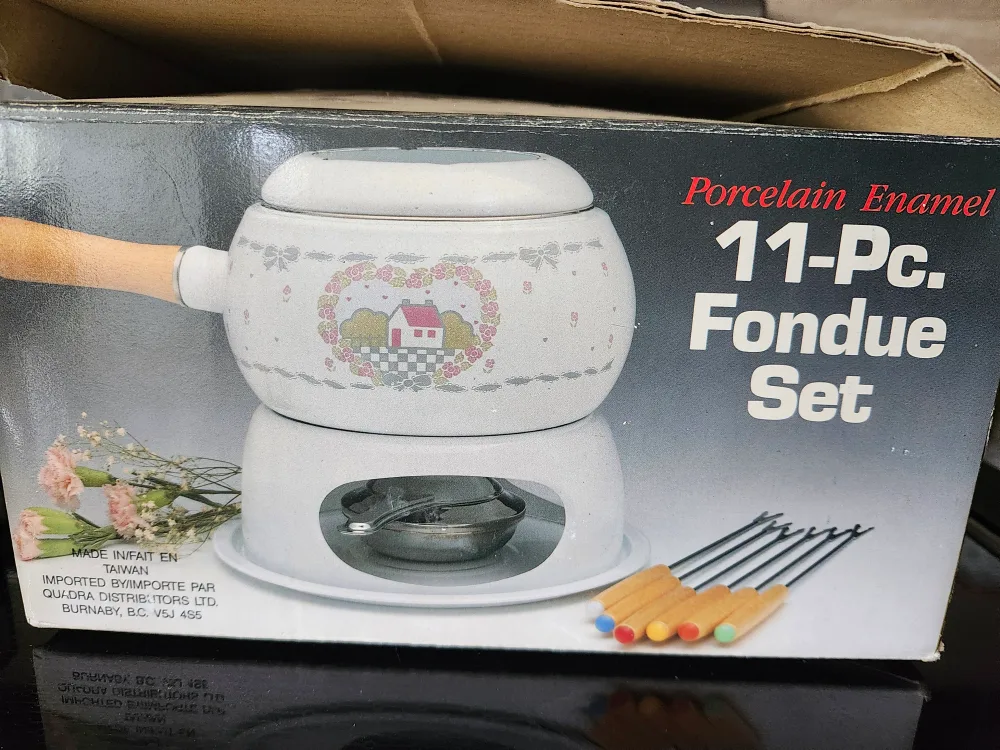 Porcelain Enamel
11-Pc.
Fondue
Set
MADE IN/FAIT EN
TAIWAN
IMPORTED BY/IMPORTE PAR
QUADRA DISTRIBUTORS LTD.
BURNABY, B.C. V5J 4S5